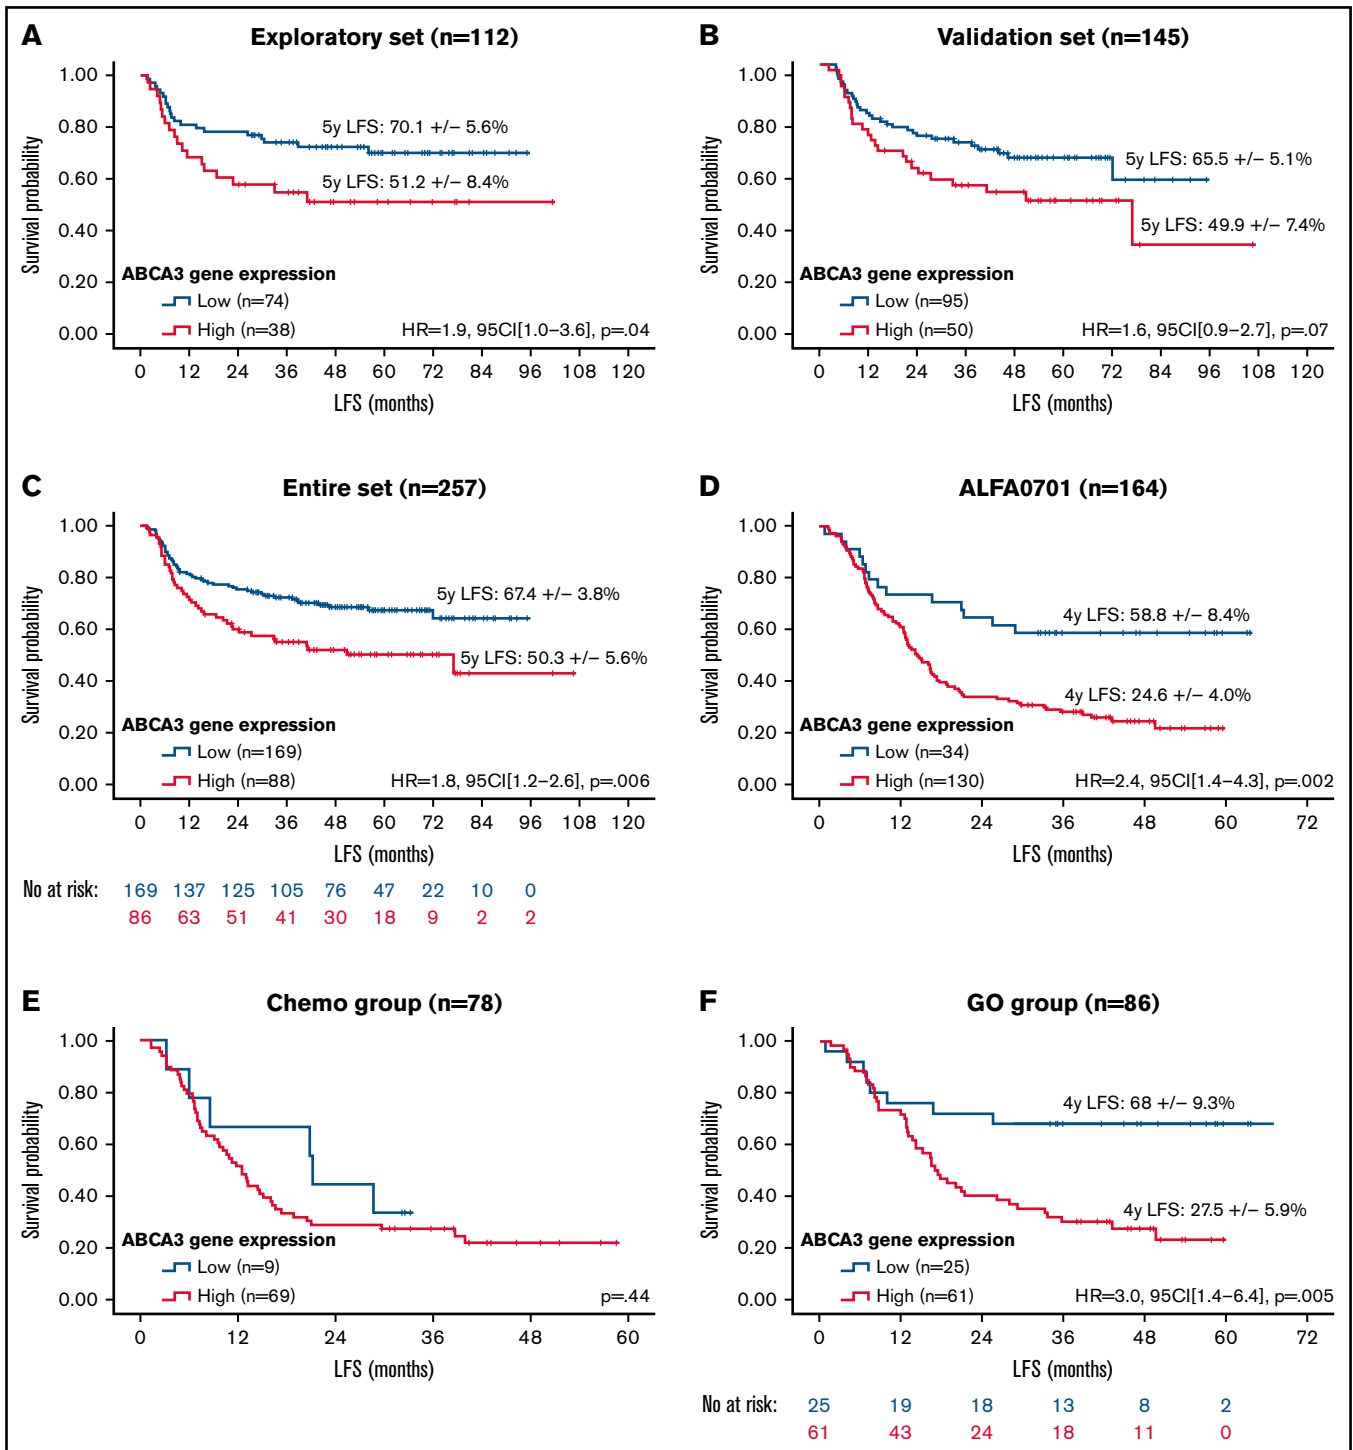 A
Exploratory set (n=112)
Survival probability
1.00
0.80
0.60
0.40
0.20
0.00
5y LFS: 70.1 +/− 5.6%
5y LFS: 51.2 +/− 8.4%
ABCA3 gene expression
Low (n=74)
High (n=38)
HR=1.9, 95CI[1.0–3.6], p=.04
0 12 24 36 48 60 72 84 96 108 120
LFS (months)
B
Validation set (n=145)
Survival probability
1.00
0.80
0.60
0.40
0.20
0.00
5y LFS: 65.5 +/− 5.1%
5y LFS: 49.9 +/− 7.4%
ABCA3 gene expression
Low (n=95)
High (n=50)
HR=1.6, 95CI[0.9–2.7], p=.07
0 12 24 36 48 60 72 84 96 108 120
LFS (months)
C
Entire set (n=257)
Survival probability
1.00
0.80
0.60
0.40
0.20
0.00
5y LFS: 67.4 +/− 3.8%
5y LFS: 50.3 +/− 5.6%
ABCA3 gene expression
Low (n=169)
High (n=88)
HR=1.8, 95CI[1.2–2.6], p=.006
0 12 24 36 48 60 72 84 96 108 120
LFS (months)
No at risk: 169 137 125 105 76 47 22 10 0
86 63 51 41 30 18 9 2 2
D
ALFA0701 (n=164)
Survival probability
1.00
0.80
0.60
0.40
0.20
0.00
4y LFS: 58.8 +/− 8.4%
4y LFS: 24.6 +/− 4.0%
ABCA3 gene expression
Low (n=34)
High (n=130)
HR=2.4, 95CI[1.4–4.3], p=.002
0 12 24 36 48 60 72
LFS (months)
E
Chemo group (n=78)
Survival probability
1.00
0.80
0.60
0.40
0.20
0.00
ABCA3 gene expression
Low (n=9)
High (n=69)
p=.44
0 12 24 36 48 60
LFS (months)
F
GO group (n=86)
Survival probability
1.00
0.80
0.60
0.40
0.20
0.00
4y LFS: 68 +/− 9.3%
4y LFS: 27.5 +/− 5.9%
ABCA3 gene expression
Low (n=25)
High (n=61)
HR=3.0, 95CI[1.4–6.4], p=.005
0 12 24 36 48 60 72
LFS (months)
No at risk: 25 19 18 13 8 2
61 43 24 18 11 0